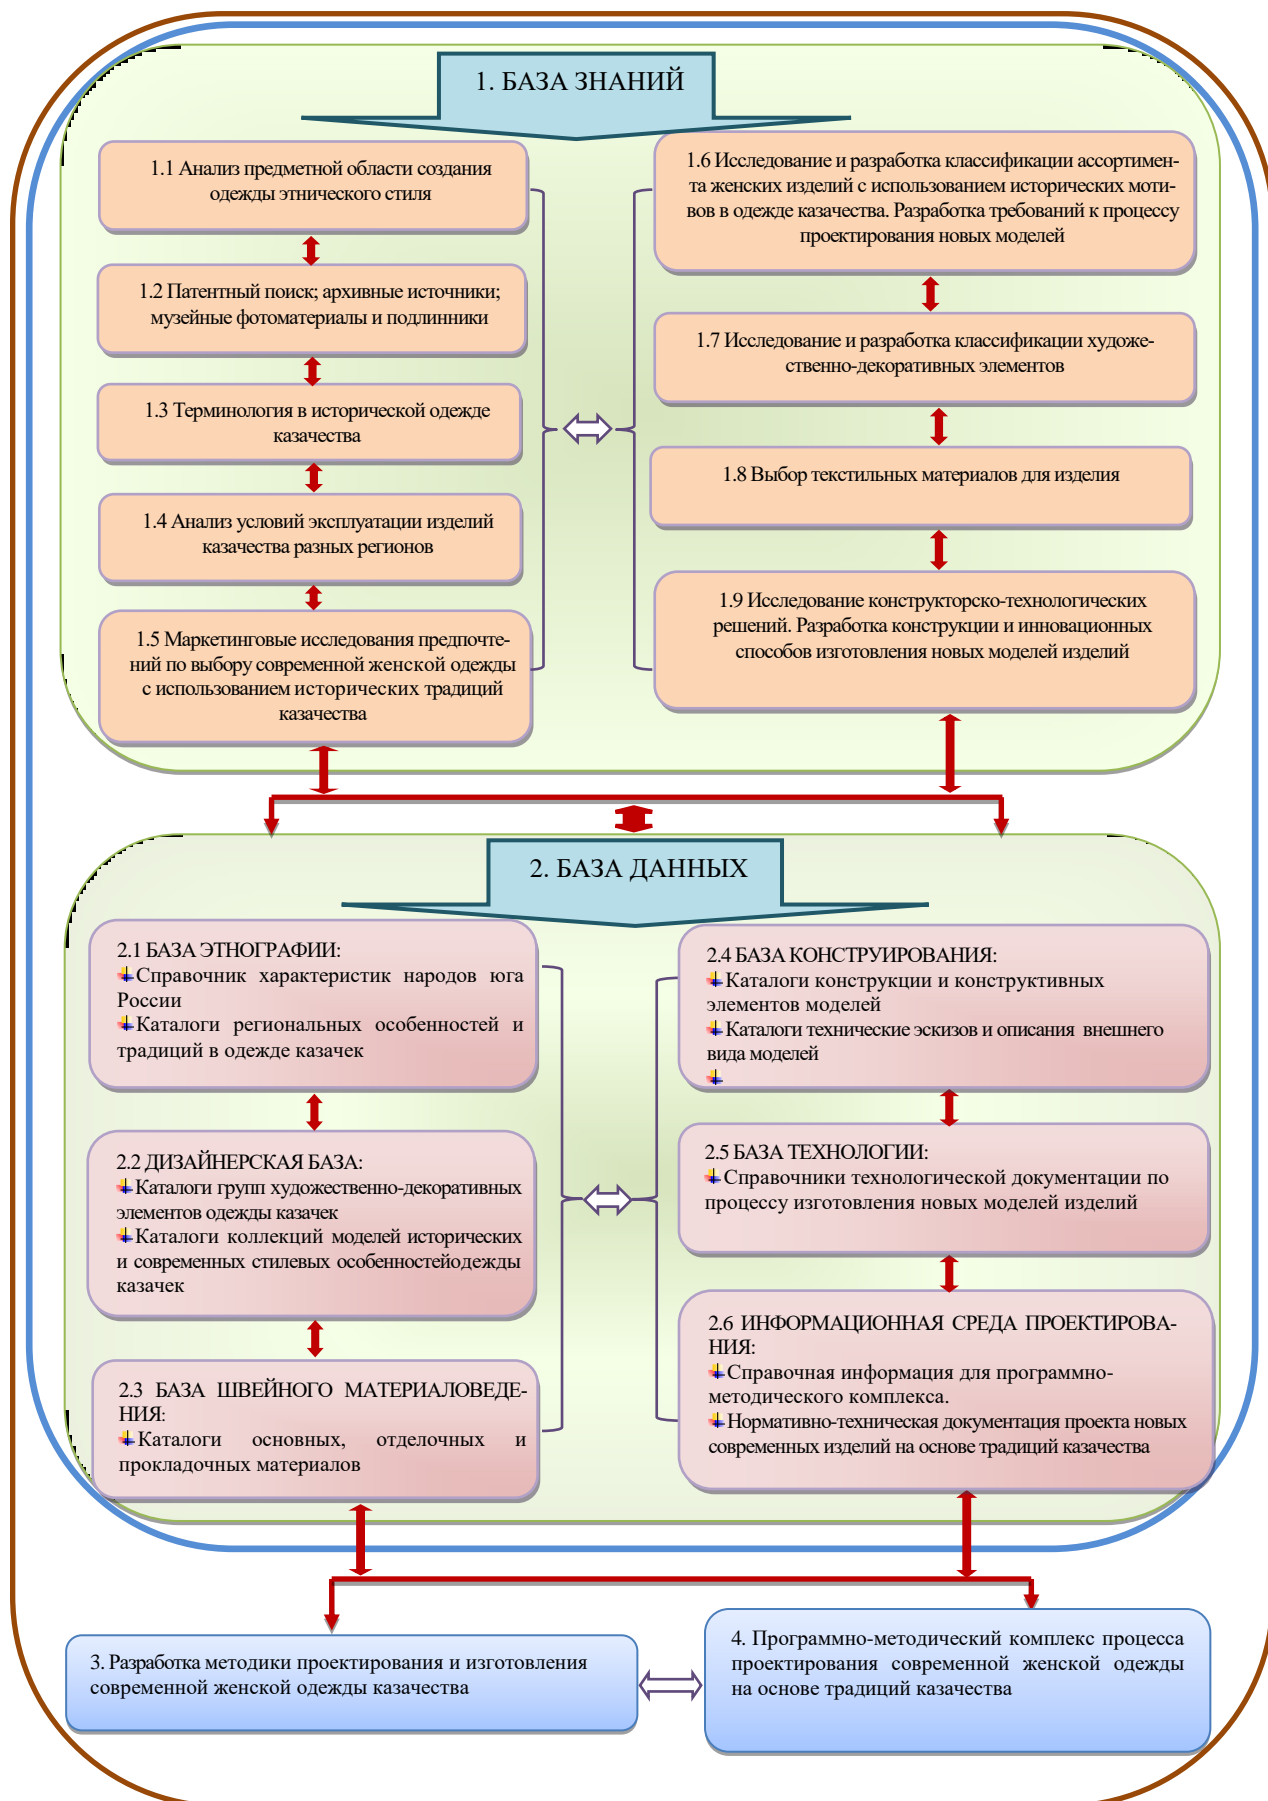 1. БАЗА ЗНАНИЙ
1.1 Анализ предметной области создания
одежды этнического стиля
1.2 Патентный поиск; архивные источники;
музейные фотоматериалы и подлинники
1.3 Терминология в исторической одежде
казачества
1.4 Анализ условий эксплуатации изделий
казачества разных регионов
1.5 Маркетинговые исследования предпочте-
ний по выбору современной женской одежды
с использованием исторических традиций
казачества
1.6 Исследование и разработка классификации ассортимен-
та женских изделий с использованием исторических моти-
вов в одежде казачества. Разработка требований к процессу
проектирования новых моделей
1.7 Исследование и разработка классификации художе-
ственно-декоративных элементов
1.8 Выбор текстильных материалов для изделия
1.9 Исследование конструкторско-технологических
решений. Разработка конструкции и инновационных
способов изготовления новых моделей изделий
2. БАЗА ДАННЫХ
2.1 БАЗА ЭТНОГРАФИИ:
Справочник характеристик народов юга
России
Каталоги региональных особенностей и
традиций в одежде казачек
2.2 ДИЗАЙНЕРСКАЯ БАЗА:
Каталоги групп художественно-декоративных
элементов одежды казачек
Каталоги коллекций моделей исторических
и современных стилевых особенностейодежды
казачек
2.3 БАЗА ШВЕЙНОГО МАТЕРИАЛОВЕДЕ-
НИЯ:
Каталоги основных, отделочных и
прокладочных материалов
2.4 БАЗА КОНСТРУИРОВАНИЯ:
Каталоги конструкции и конструктивных
элементов моделей
Каталоги технические эскизов и описания внешнего
вида моделей
2.5 БАЗА ТЕХНОЛОГИИ:
Справочники технологической документации по
процессу изготовления новых моделей изделий
2.6 ИНФОРМАЦИОННАЯ СРЕДА ПРОЕКТИРОВА-
НИЯ:
Справочная информация для программно-
методического комплекса.
Нормативно-техническая документация проекта новых
современных изделий на основе традиций казачества
3. Разработка методики проектирования и изготовления
современной женской одежды казачества
4. Программно-методический комплекс процесса
проектирования современной женской одежды
на основе традиций казачества